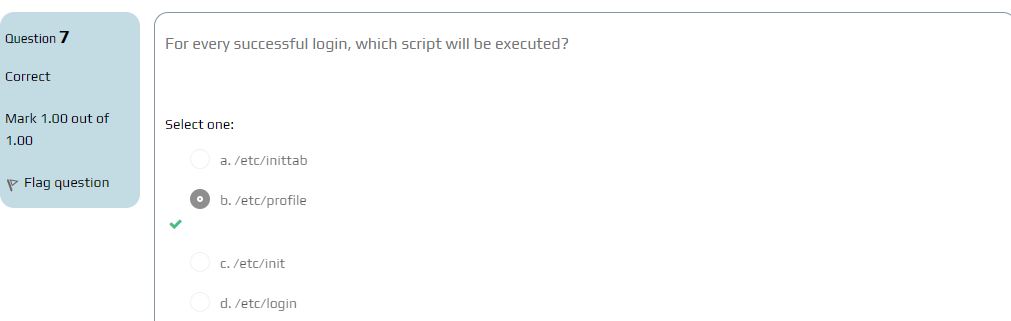 Question 7
Correct
Mark 1.00 out of
1.00
Flag question
For every successful login, which script will be executed?
Select one:
a. /etc/inittab
b. /etc/profile
c. /etc/init
d. /etc/login